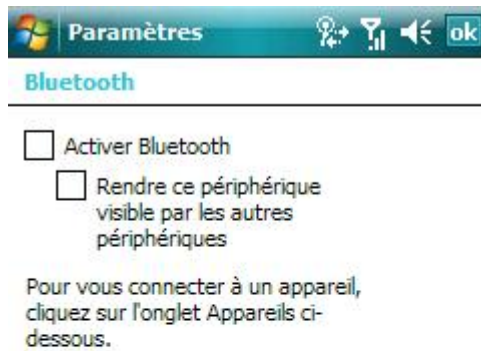 Paramètres ok
Bluetooth
Activer Bluetooth
Rendre ce périphérique
visible par les autres
périphériques
Pour vous connecter à un appareil,
cliquez sur l'onglet Appareils ci-
dessous.